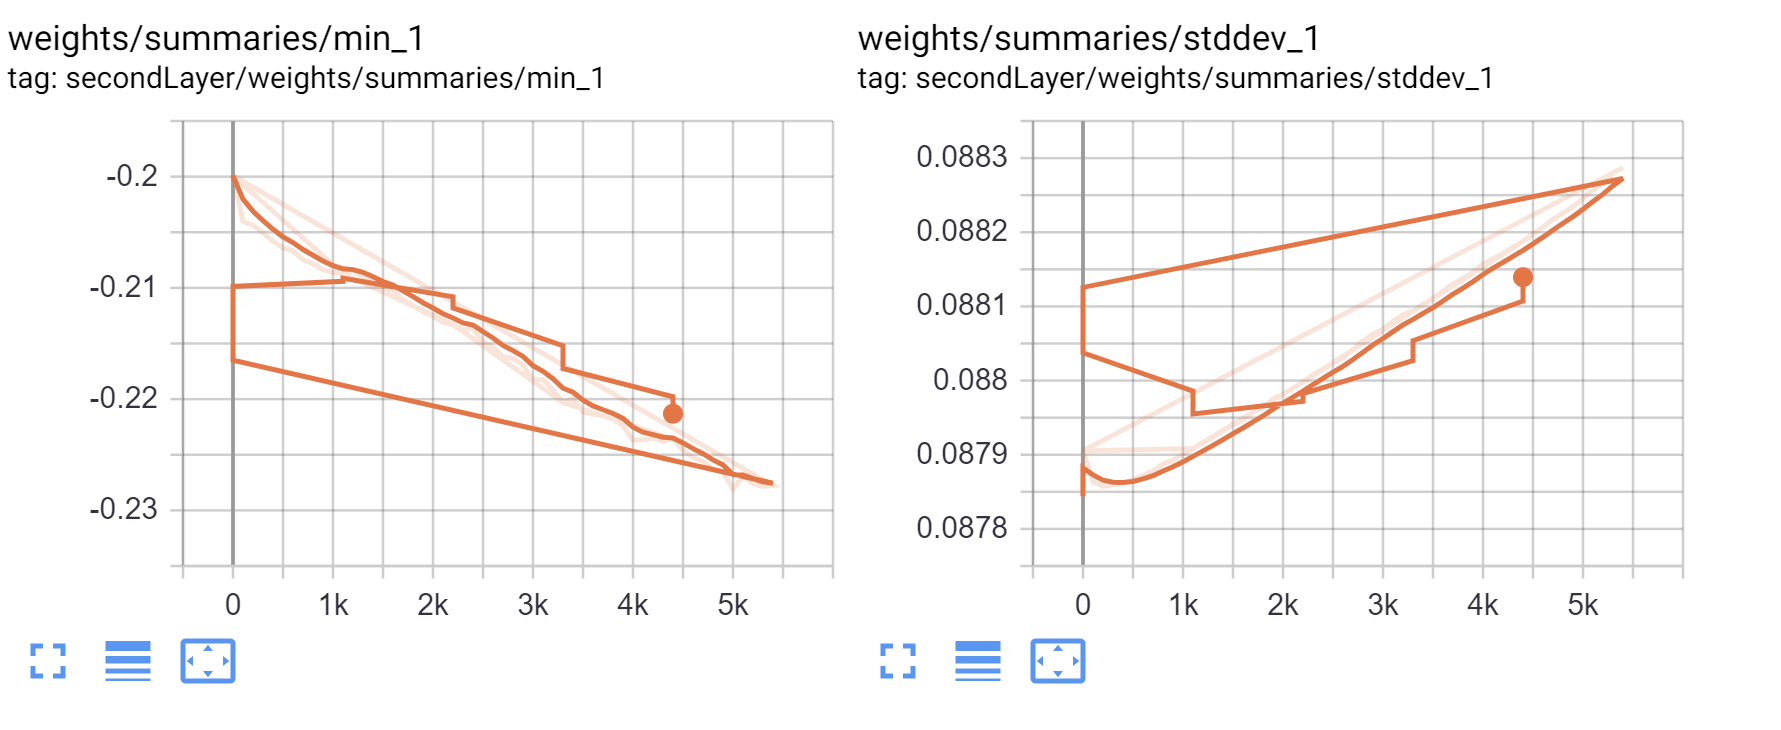 weights/summaries/min_1
tag: secondLayer/weights/summaries/min_1
-0.2
-0.21
-0.22
-0.23
0 1k 2k 3k 4k 5k
weights/summaries/stddev_1
tag: secondLayer/weights/summaries/stddev_1
0.0883
0.0882
0.0881
0.088
0.0879
0.0878
0 1k 2k 3k 4k 5k